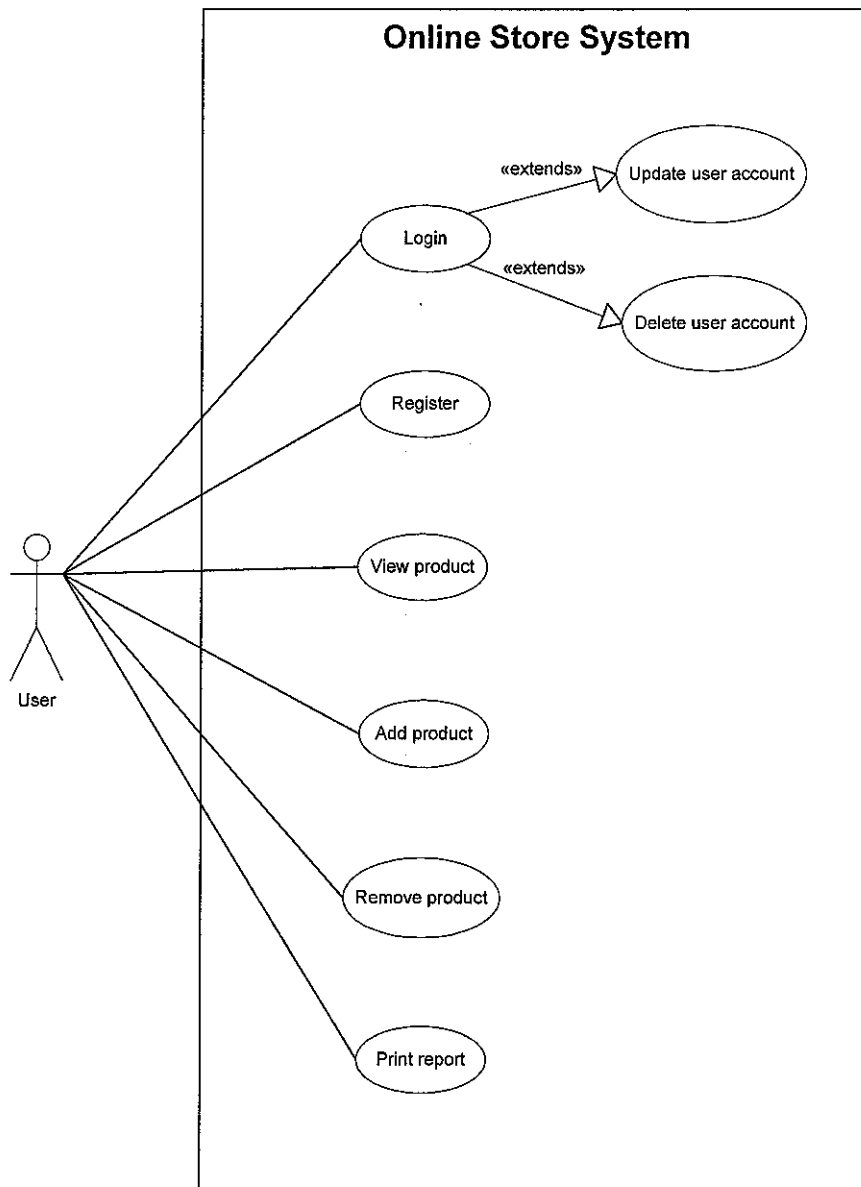 Online Store System
«extends»
Update user account
Login
«extends»
Delete user account
Register
View product
User
Add product
Remove product
Print report